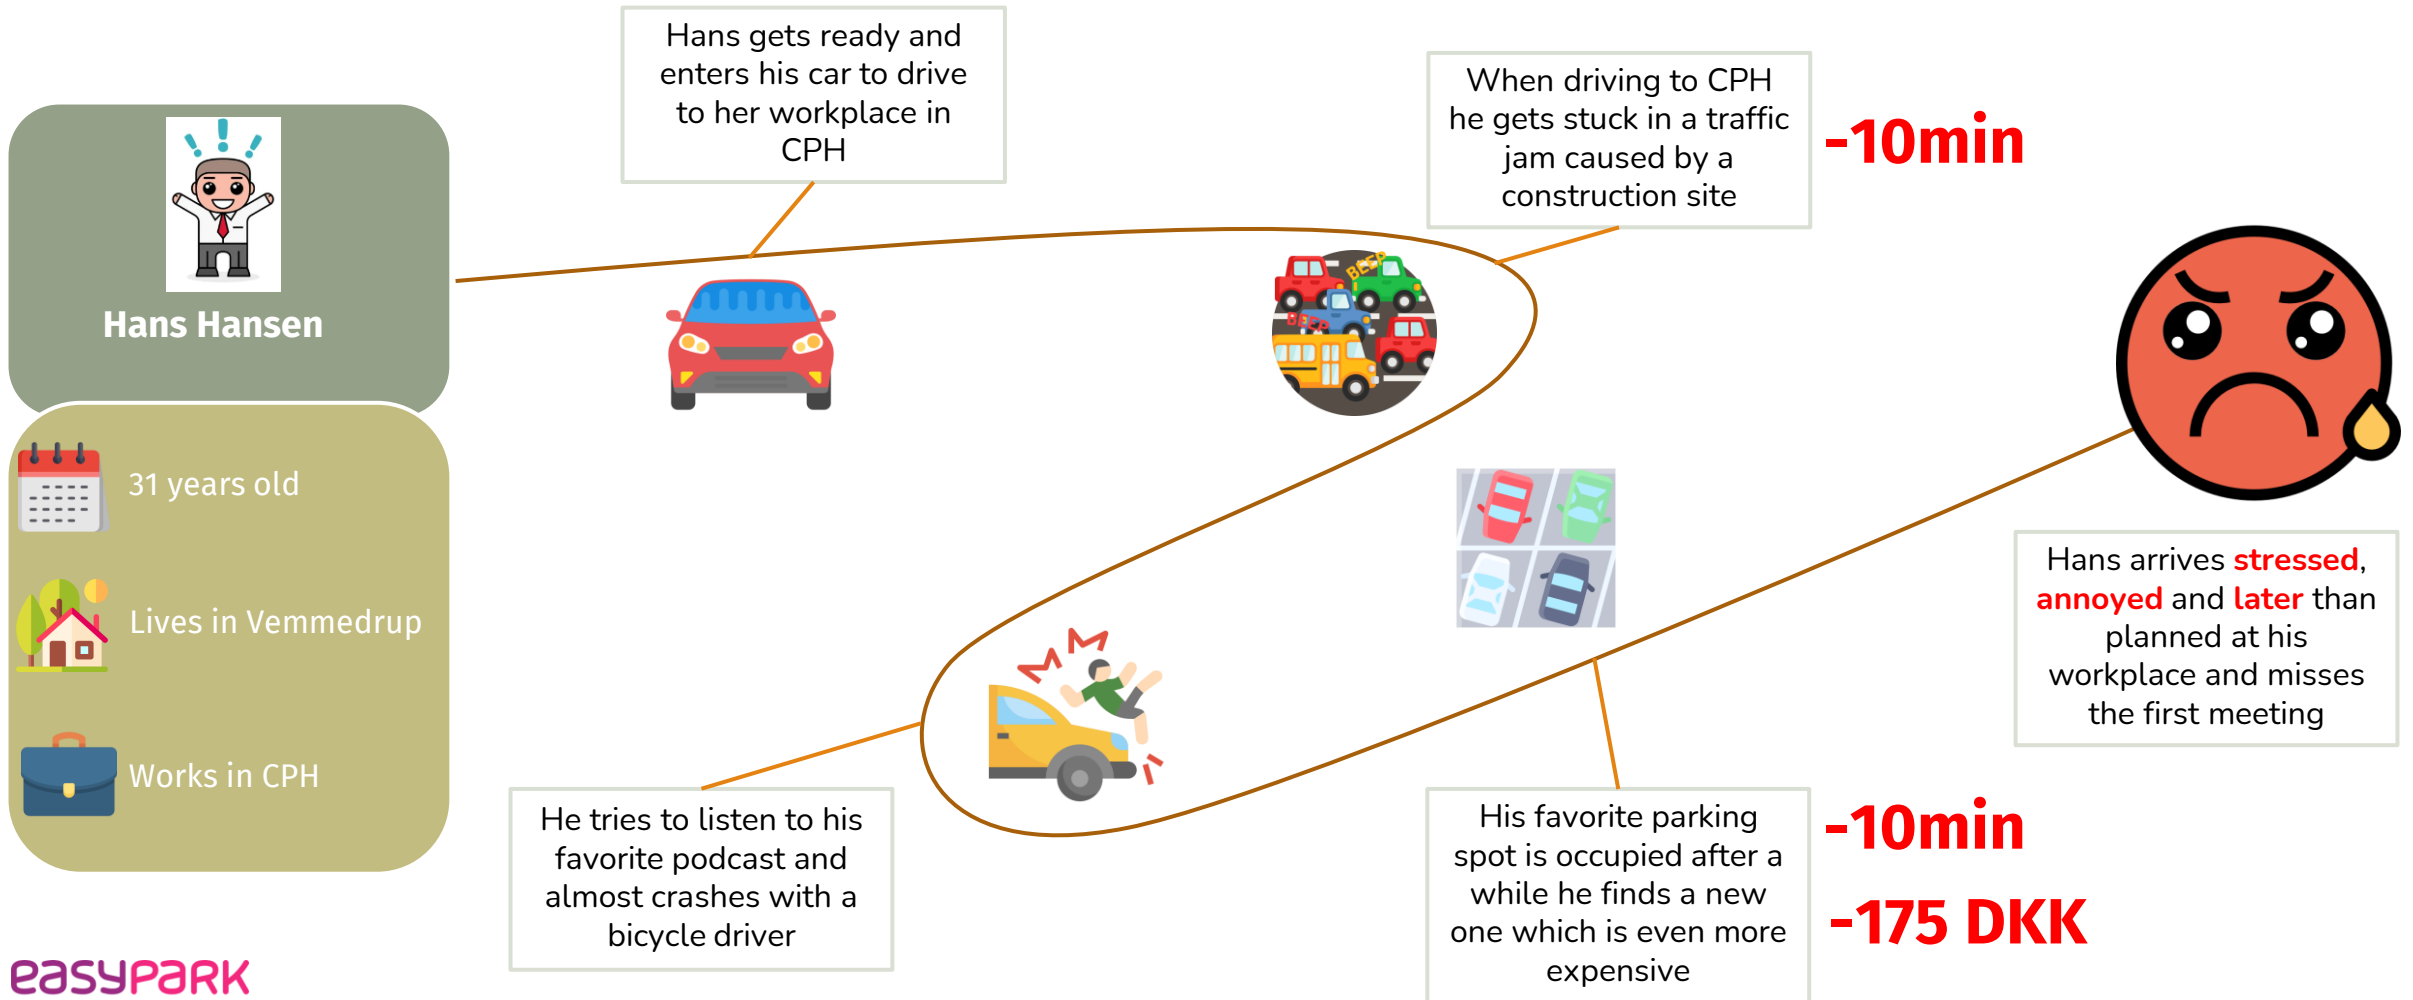 Hans Hansen
31 years old
Lives in Vemmedrup
Works in CPH
Hans gets ready and
enters his car to drive
to her workplace in
CPH
When driving to CPH
he gets stuck in a traffic
jam caused by a
construction site
-10min
BEEP
BEEP
He tries to listen to his
favorite podcast and
almost crashes with a
bicycle driver
His favorite parking
spot is occupied after a
while he finds a new
one which is even more
expensive
-10min
-175 DKK
Hans arrives stressed,
annoyed and later than
planned at his
workplace and misses
the first meeting
easyPARK